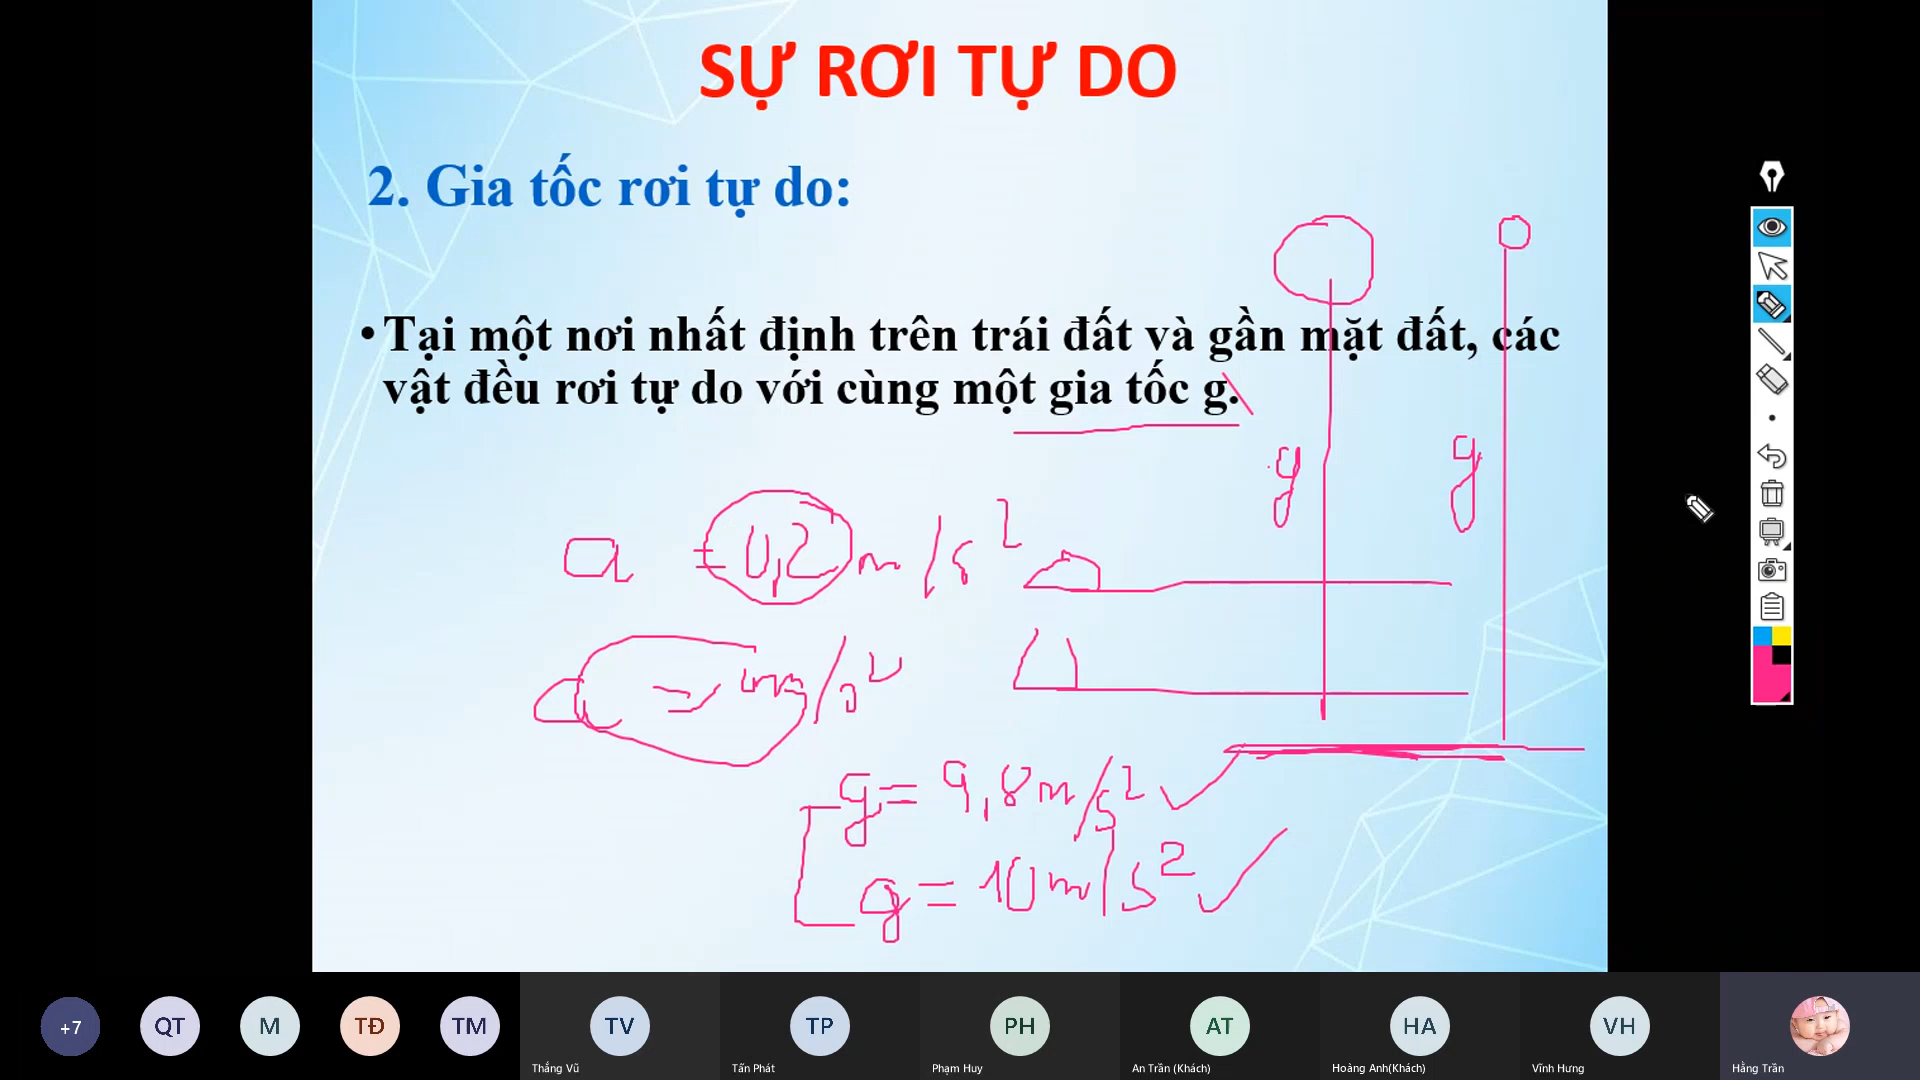 SỰ RƠI TỰ DO
2. Gia tốc rơi tự do:
•Tại một nơi nhất định trên trái đất và gần mặt đất, các
vật đều rơi tự do với cùng một gia tốc g.
g g
a = 0,2 m/s²
g = 9,8m/s²
g = 10m/s²
+7 QT M TĐ TM TV TP PH AT HA VH
Thắng Vũ Tấn Phát Phạm Huy An Trần (Khách) Hoàng Anh(Khách) Vĩnh Hưng Hằng Trần